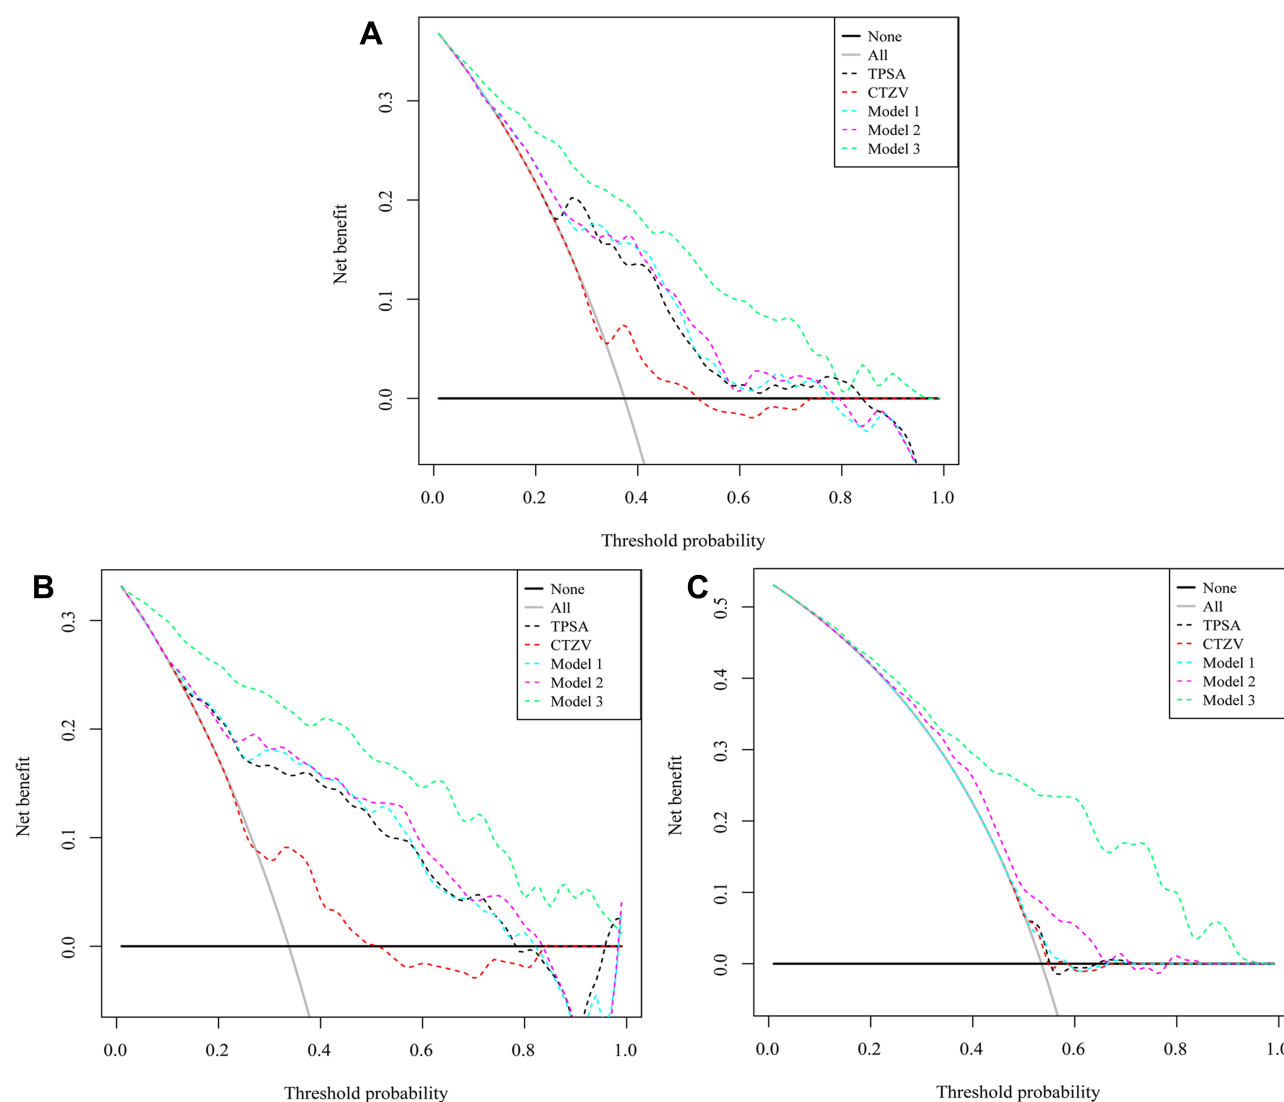 A
None
All
TPSA
CTZV
Model 1
Model 2
Model 3
Net benefit
0.3
0.2
0.1
0.0
0.0 0.2 0.4 0.6 0.8 1.0
Threshold probability
B
None
All
TPSA
CTZV
Model 1
Model 2
Model 3
Net benefit
0.3
0.2
0.1
0.0
0.0 0.2 0.4 0.6 0.8 1.0
Threshold probability
C
None
All
TPSA
CTZV
Model 1
Model 2
Model 3
Net benefit
0.5
0.4
0.3
0.2
0.1
0.0
0.0 0.2 0.4 0.6 0.8 1.0
Threshold probability